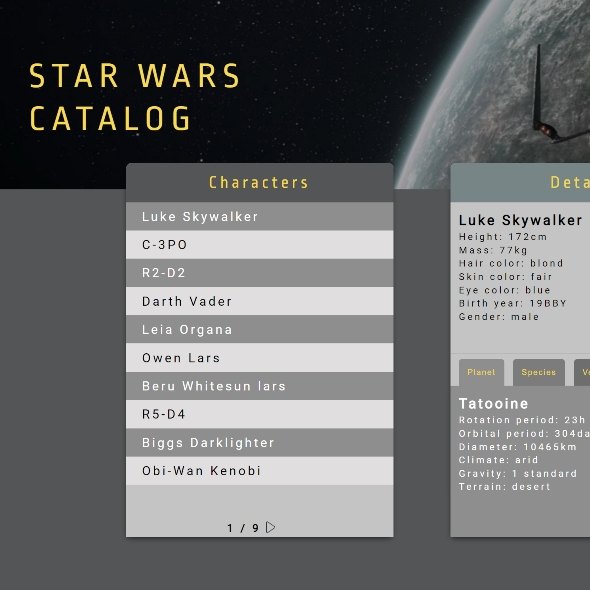 STAR WARS
CATALOG
Characters
Luke Skywalker
C-3PO
R2-D2
Darth Vader
Leia Organa
Owen Lars
Beru Whitesun lars
R5-D4
Biggs Darklighter
Obi-Wan Kenobi
1 / 9
Deta
Luke Skywalker
Height: 172cm
Mass: 77kg
Hair color: blond
Skin color: fair
Eye color: blue
Birth year: 19BBY
Gender: male
Planet Species Ve
Tatooine
Rotation period: 23h
Orbital period: 304da
Diameter: 10465km
Climate: arid
Gravity: 1 standard
Terrain: desert